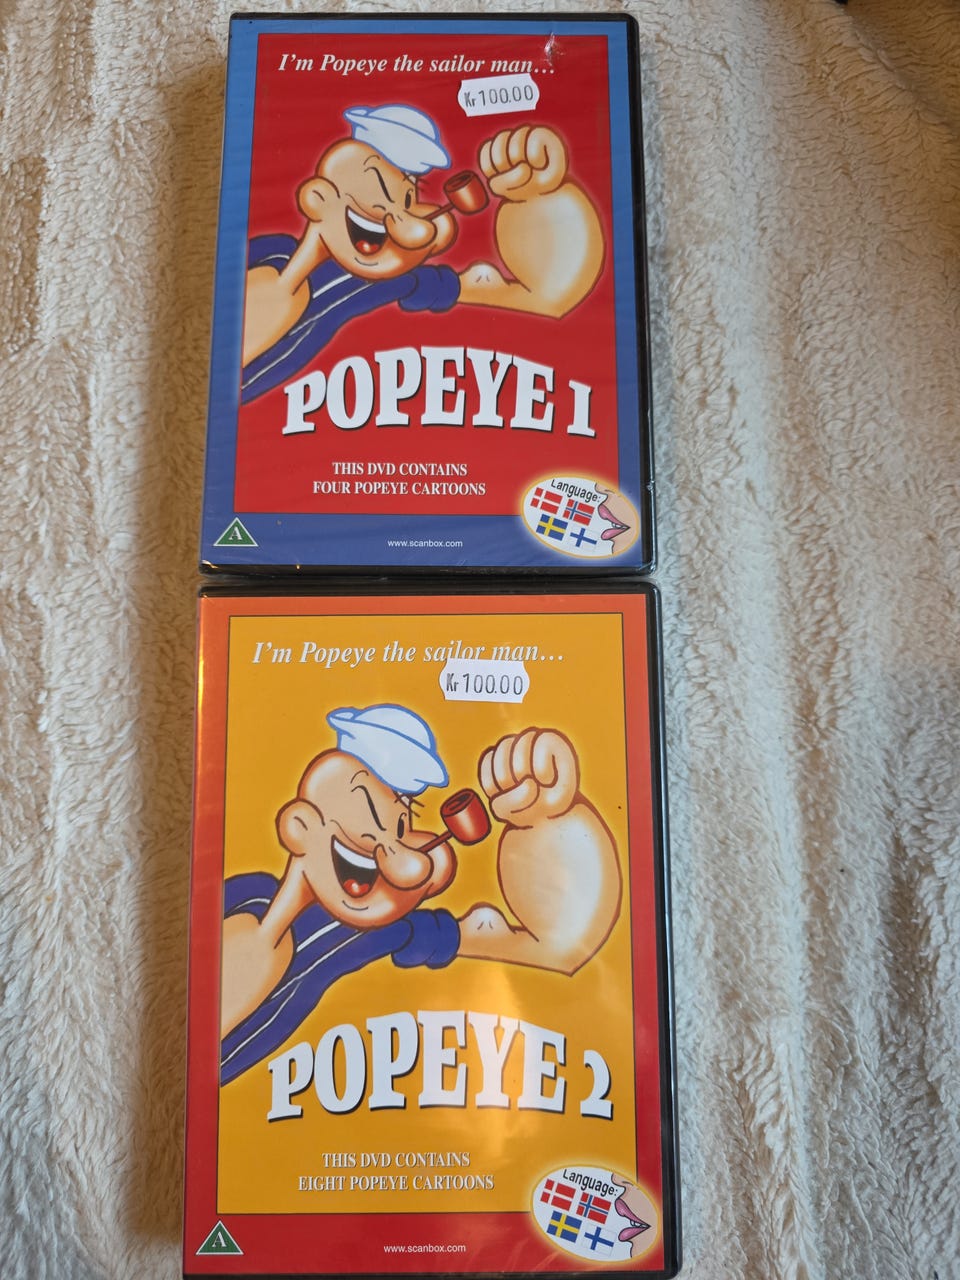 I'm Popeye the sailor man...
Kr 100.00
POPEYE 1
THIS DVD CONTAINS
FOUR POPEYE CARTOONS
Language:
A
www.scanbox.com
I'm Popeye the sailor man...
Kr 100.00
POPEYE 2
THIS DVD CONTAINS
EIGHT POPEYE CARTOONS
Language:
A
www.scanbox.com